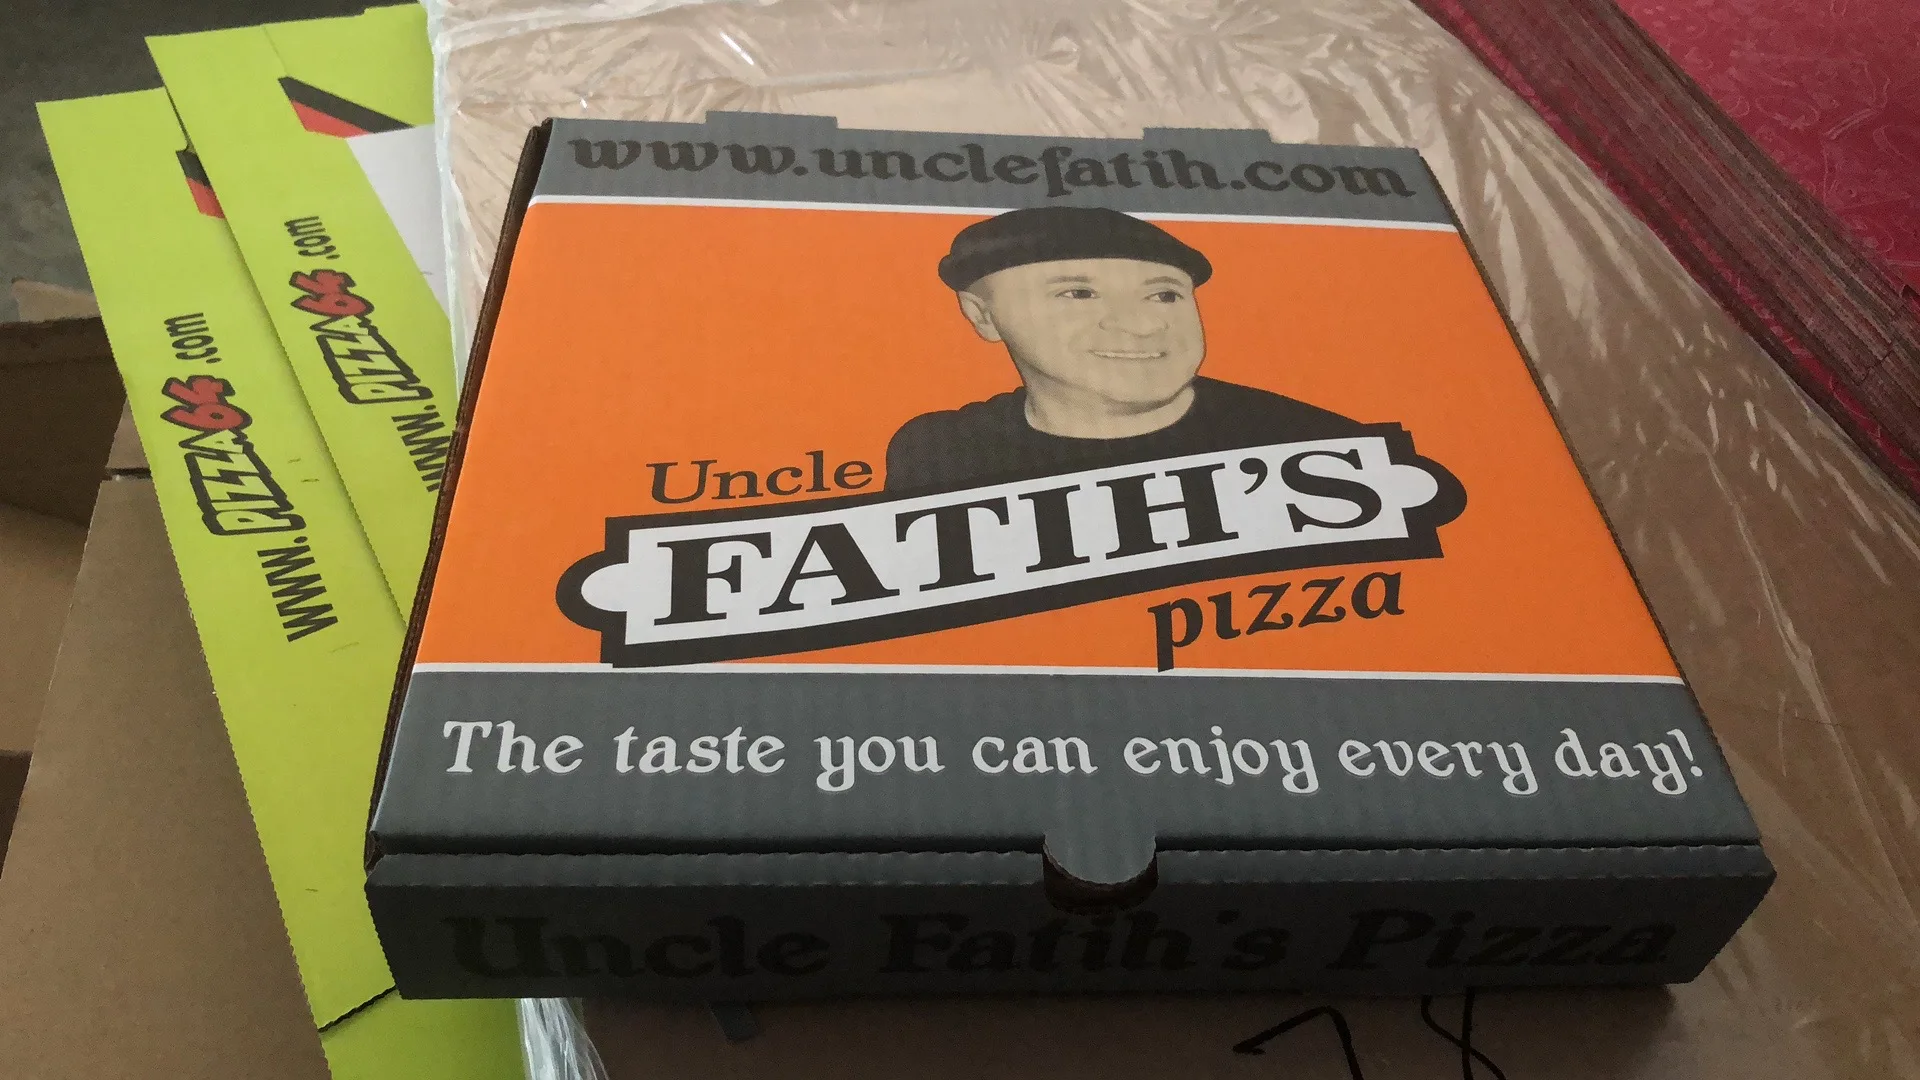 www.unclefatih.com
Uncle
FATIH'S
pizza
The taste you can enjoy every day!
Uncle Fatih's Pizza
www.PIZZA64.com
www.PIZZA64.com
78